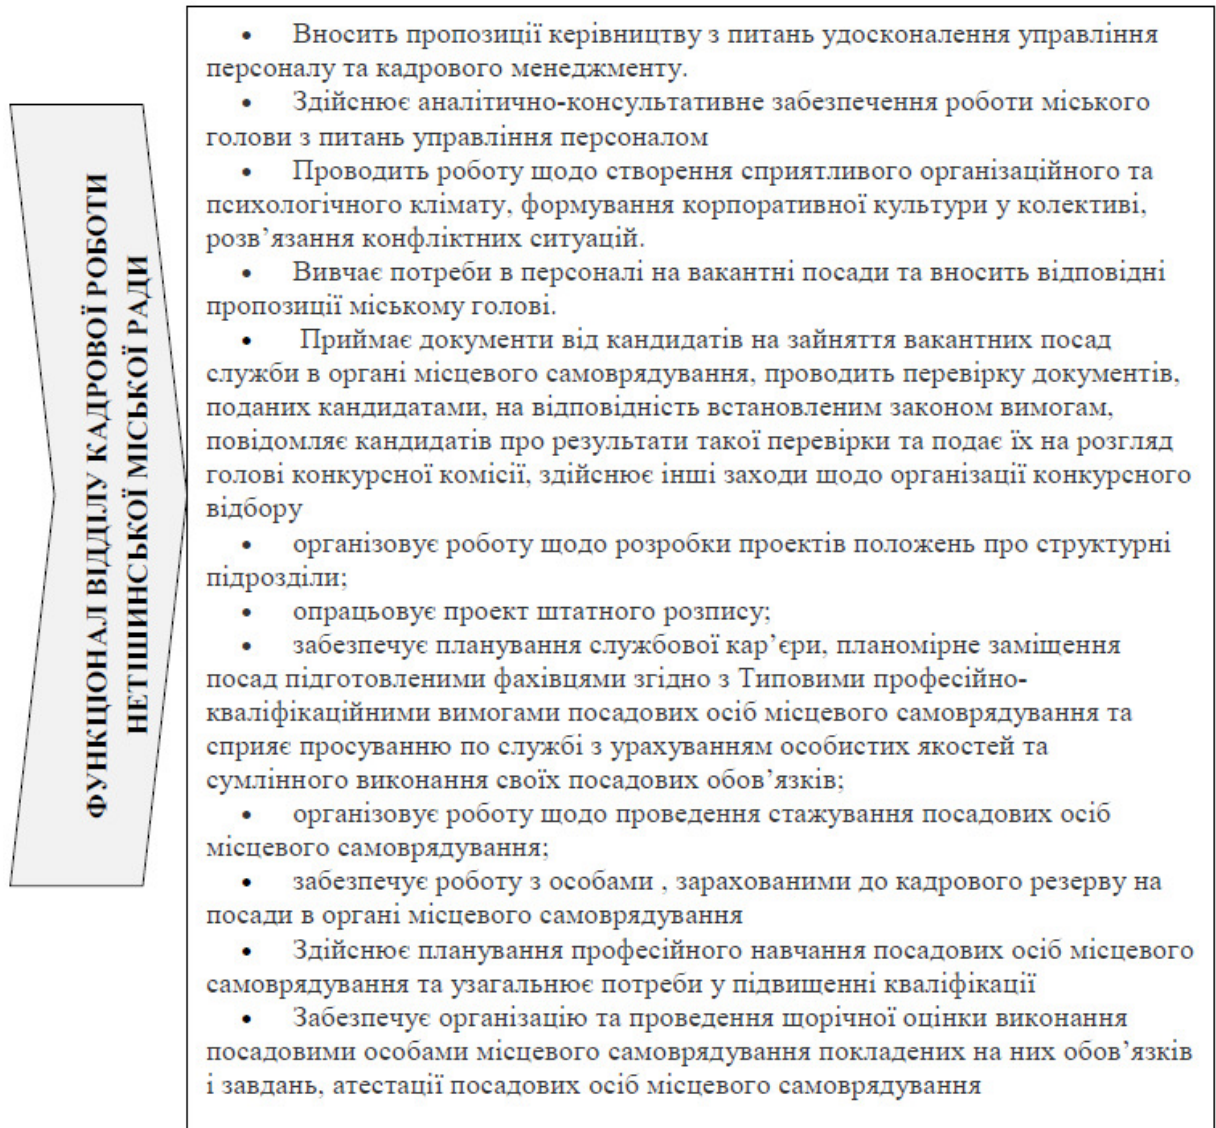 ФУНКЦІОНАЛ ВІДДІЛУ КАДРОВОЇ РОБОТИ
НЕТІШИНСЬКОЇ МІСЬКОЇ РАДИ
• Вносить пропозиції керівництву з питань удосконалення управління
персоналу та кадрового менеджменту.
• Здійснює аналітично-консультативне забезпечення роботи міського
голови з питань управління персоналом
• Проводить роботу щодо створення сприятливого організаційного та
психологічного клімату, формування корпоративної культури у колективі,
розв’язання конфліктних ситуацій.
• Вивчає потреби в персоналі на вакантні посади та вносить відповідні
пропозиції міському голові.
• Приймає документи від кандидатів на зайняття вакантних посад
служби в органі місцевого самоврядування, проводить перевірку документів,
поданих кандидатами, на відповідність встановленим законом вимогам,
повідомляє кандидатів про результати такої перевірки та подає їх на розгляд
голові конкурсної комісії, здійснює інші заходи щодо організації конкурсного
відбору
• організовує роботу щодо розробки проектів положень про структурні
підрозділи;
• опрацьовує проект штатного розпису;
• забезпечує планування службової кар’єри, планомірне заміщення
посад підготовленими фахівцями згідно з Типовими професійно-
кваліфікаційними вимогами посадових осіб місцевого самоврядування та
сприяє просуванню по службі з урахуванням особистих якостей та
сумлінного виконання своїх посадових обов’язків;
• організовує роботу щодо проведення стажування посадових осіб
місцевого самоврядування;
• забезпечує роботу з особами , зарахованими до кадрового резерву на
посади в органі місцевого самоврядування
• Здійснює планування професійного навчання посадових осіб місцевого
самоврядування та узагальнює потреби у підвищенні кваліфікації
• Забезпечує організацію та проведення щорічної оцінки виконання
посадовими особами місцевого самоврядування покладених на них обов’язків
і завдань, атестації посадових осіб місцевого самоврядування